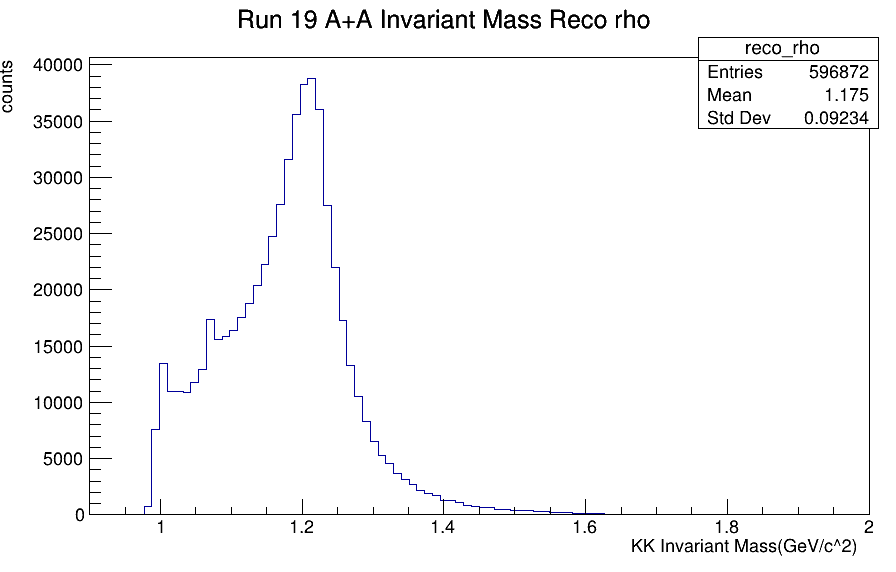 Run 19 A+A Invariant Mass Reco rho
reco_rho
Entries 596872
Mean 1.175
Std Dev 0.09234
counts
40000
35000
30000
25000
20000
15000
10000
5000
0
1 1.2 1.4 1.6 1.8 2
KK Invariant Mass(GeV/c^2)